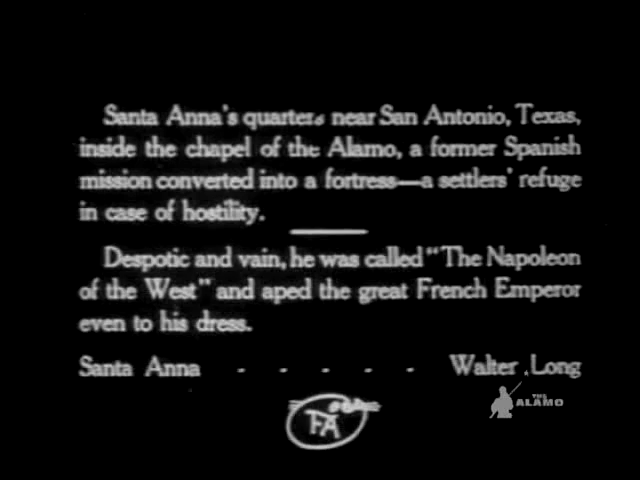 Santa Anna's quarters near San Antonio, Texas,
inside the chapel of the Alamo, a former Spanish
mission converted into a fortress—a settlers' refuge
in case of hostility.
Despotic and vain, he was called "The Napoleon
of the West" and aped the great French Emperor
even to his dress.
Santa Anna - - - - - Walter Long
THE
ALAMO
FA